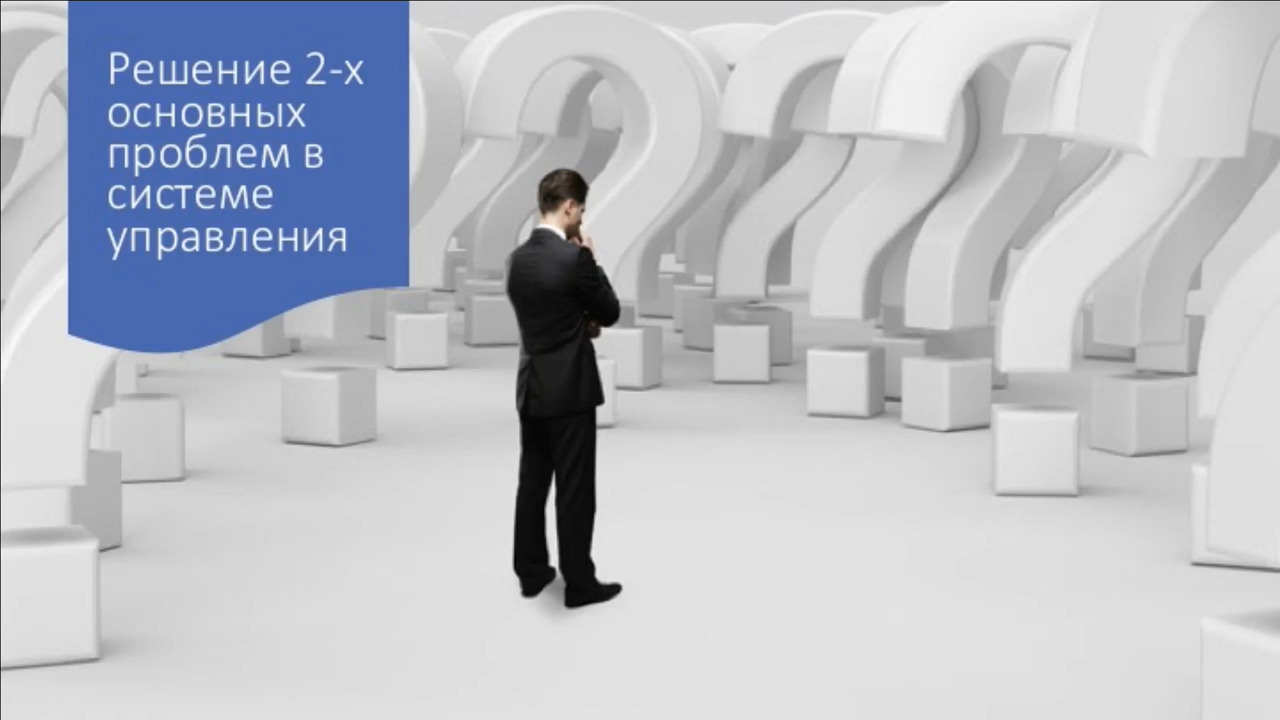 Решение 2-х
основных
проблем в
системе
управления